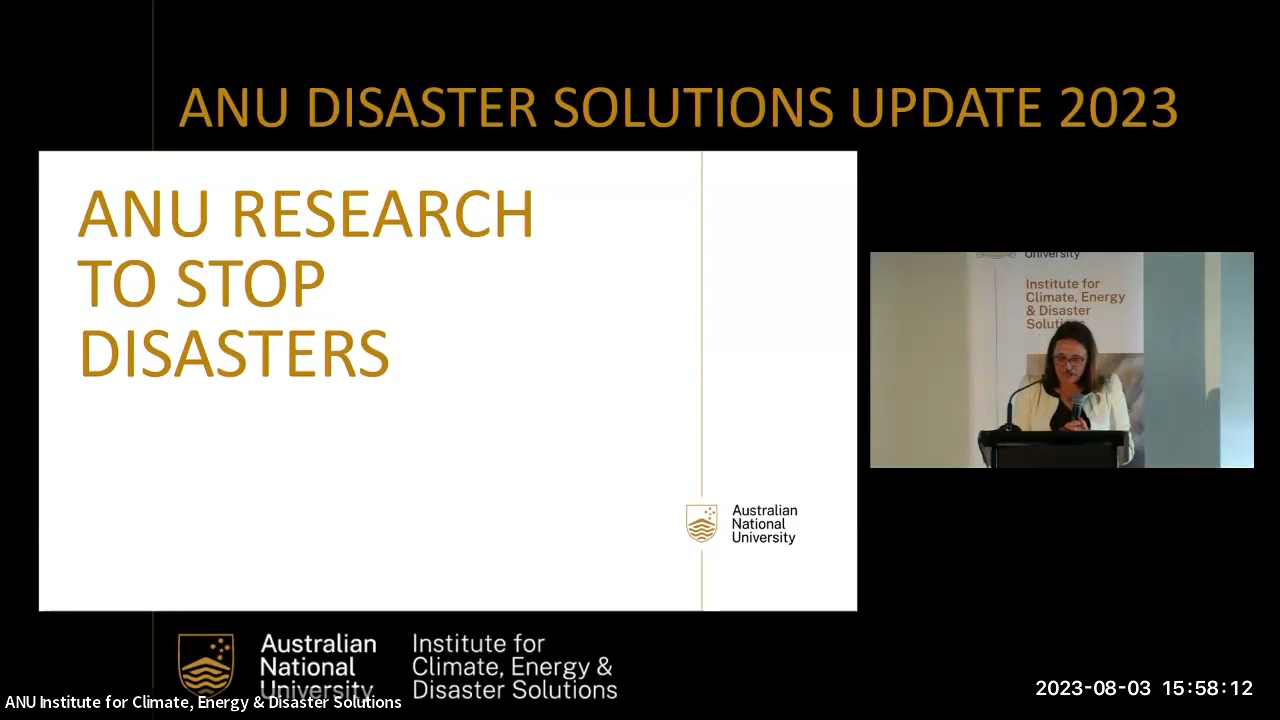 ANU DISASTER SOLUTIONS UPDATE 2023
ANU RESEARCH
TO STOP
DISASTERS
Australian
National
University
University
Institute for
Climate, Energy
& Disaster
Solutions
Australian
National
University
Institute for
Climate, Energy &
Disaster Solutions
ANU Institute for Climate, Energy & Disaster Solutions
2023-08-03 15:58:12